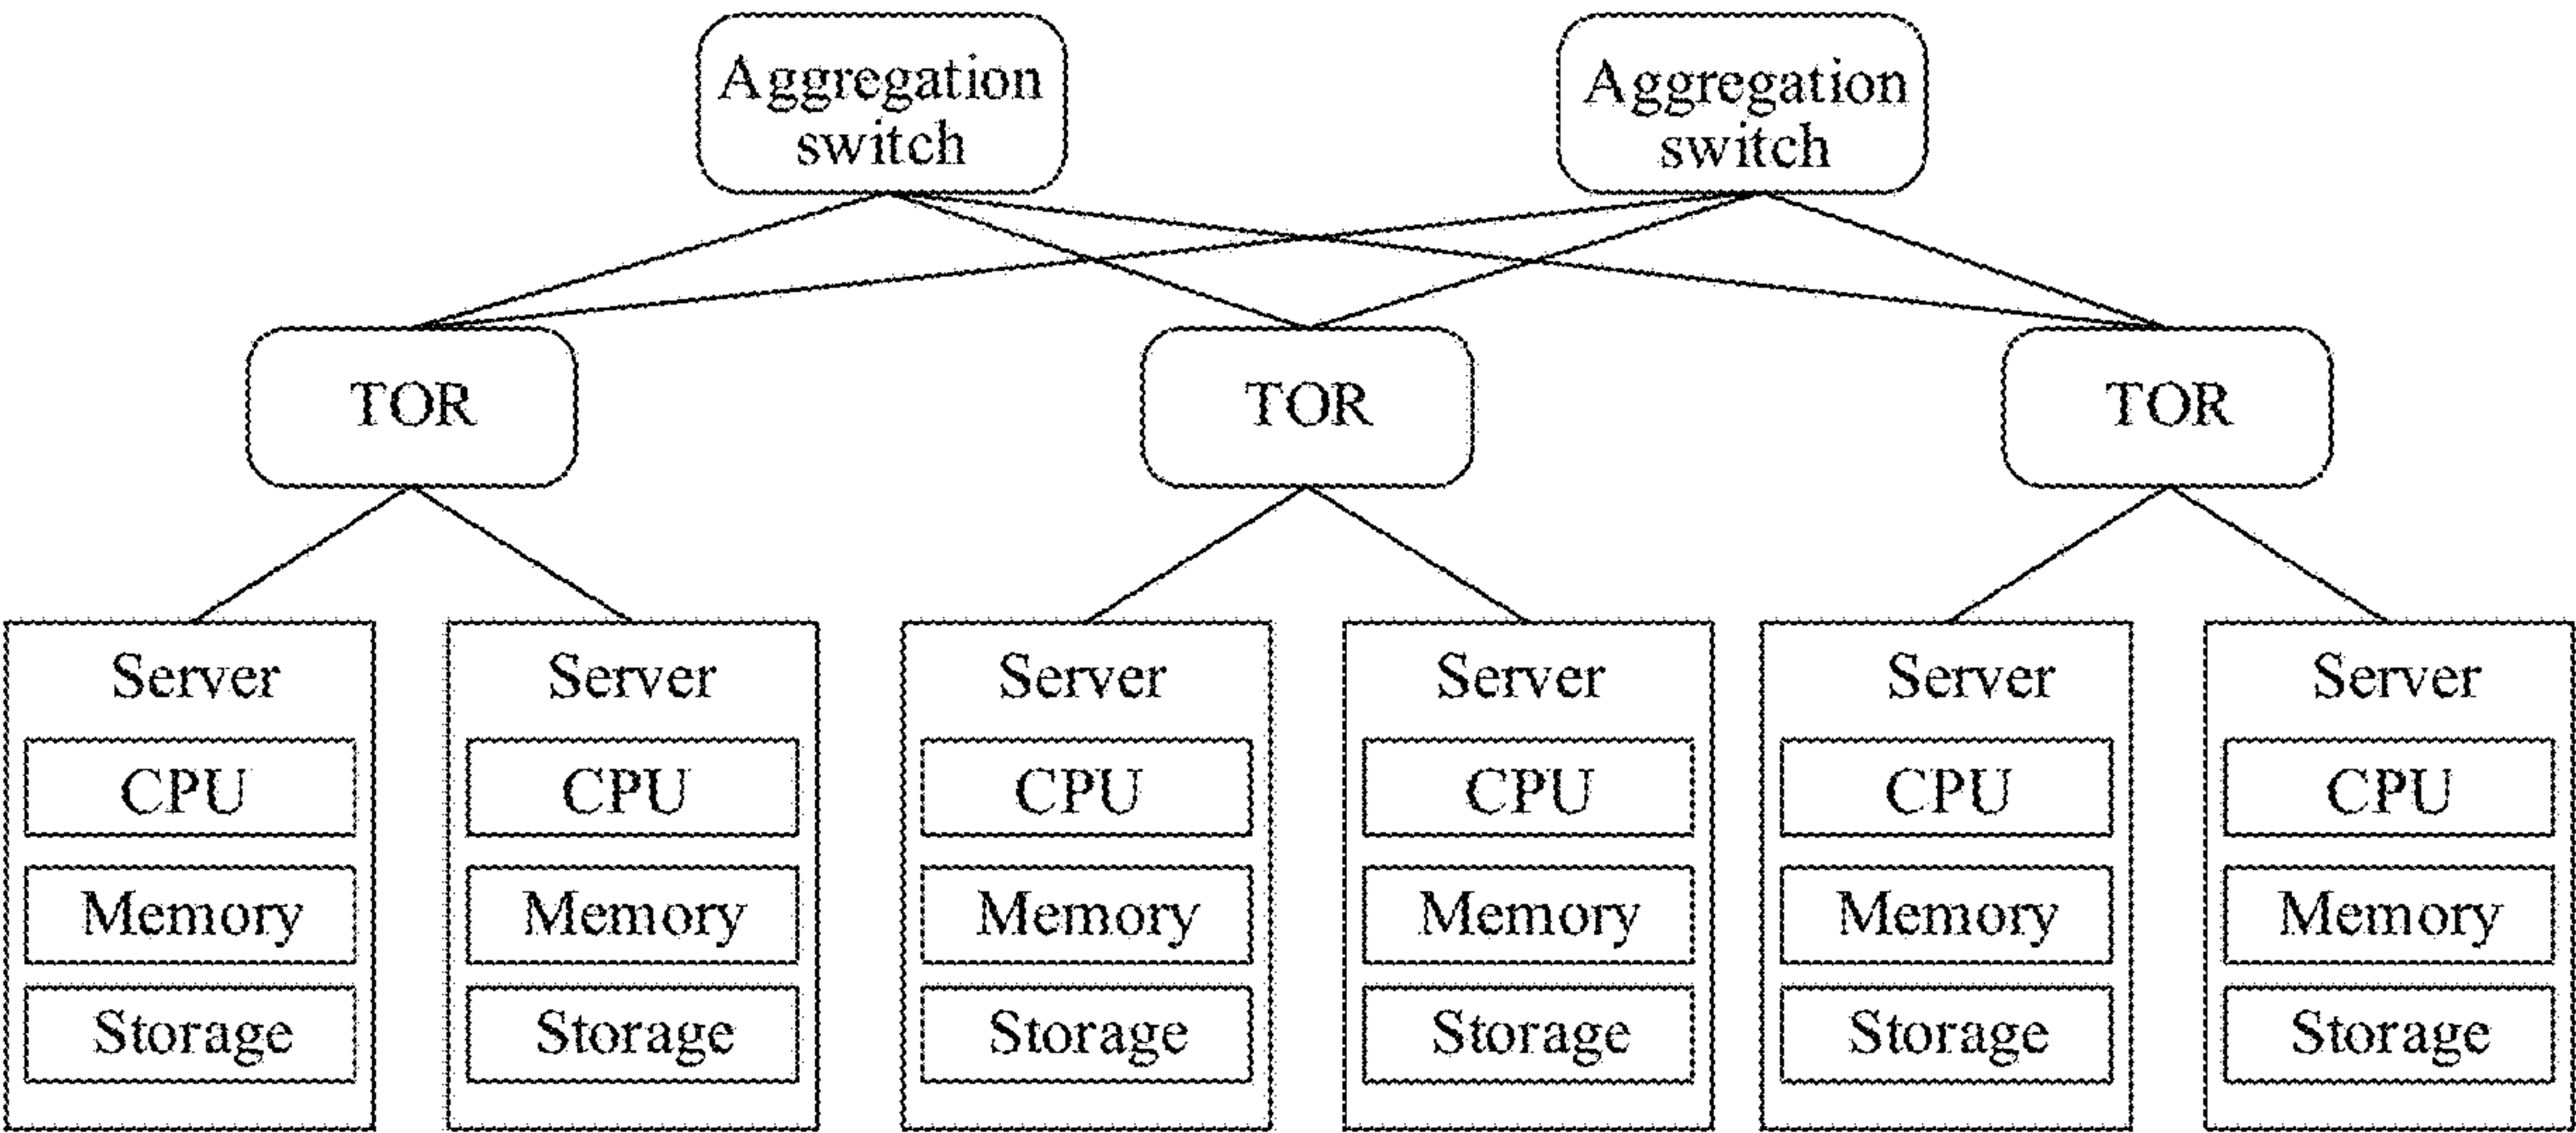 Aggregation
switch
Aggregation
switch
TOR
TOR
TOR
Server
CPU
Memory
Storage
Server
CPU
Memory
Storage
Server
CPU
Memory
Storage
Server
CPU
Memory
Storage
Server
CPU
Memory
Storage
Server
CPU
Memory
Storage